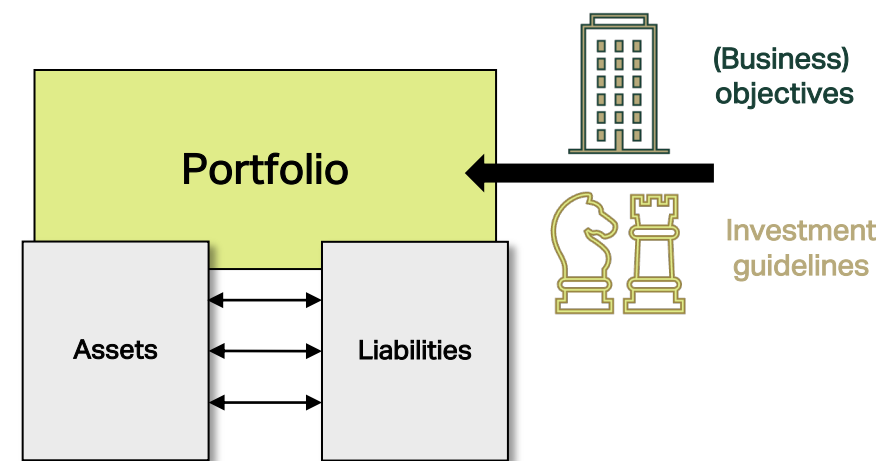 (Business)
objectives
Portfolio
Investment
guidelines
Assets
Liabilities